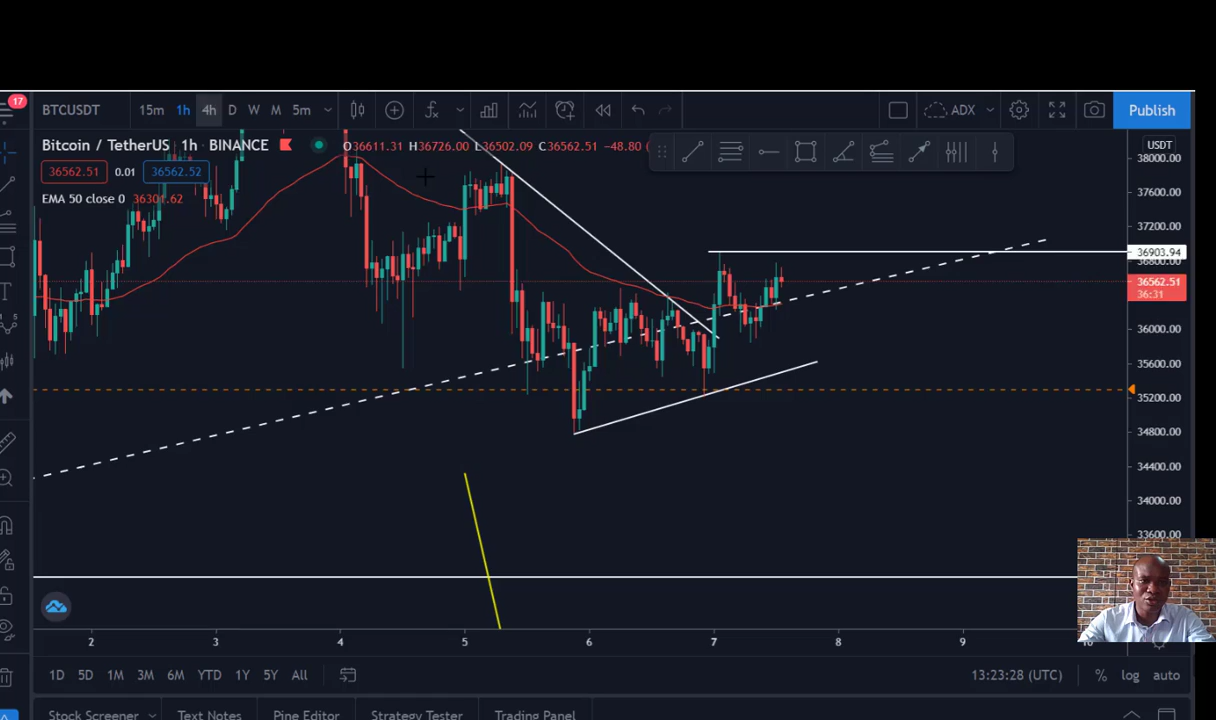 17
BTCUSDT 15m 1h 4h D W M 5m ADX Publish
Bitcoin / TetherUS 1h BINANCE O36611.31 H36726.00 L36502.09 C36562.51 −48.80 (
36562.51 0.01 36562.52
EMA 50 close 0 36301.62
USDT
38000.00
37600.00
37200.00
36903.94
36800.00
36562.51
36:31
36000.00
35600.00
35200.00
34800.00
34400.00
34000.00
33600.00
2 3 4 5 6 7 8 9 10
1D 5D 1M 3M 6M YTD 1Y 5Y All 13:23:28 (UTC) % log auto
Stock Screener Text Notes Pine Editor Strategy Tester Trading Panel